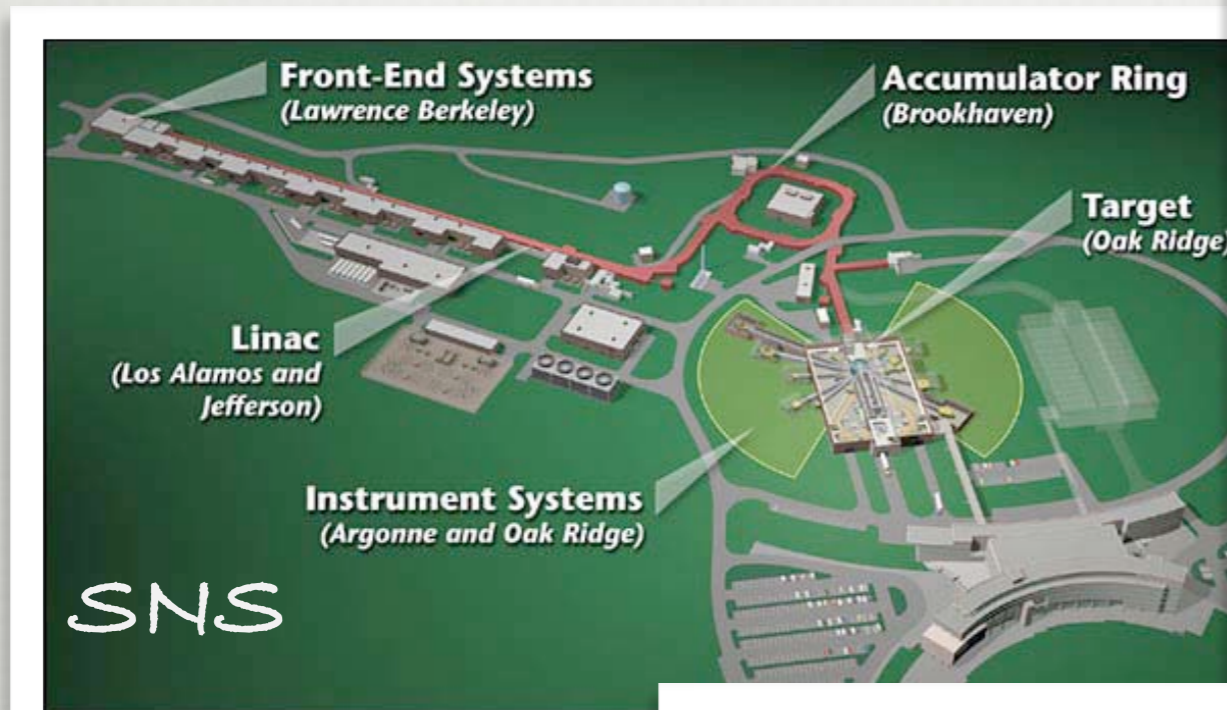 Front-End Systems
(Lawrence Berkeley)
Accumulator Ring
(Brookhaven)
Target
(Oak Ridge)
Linac
(Los Alamos and
Jefferson)
Instrument Systems
(Argonne and Oak Ridge)
SNS